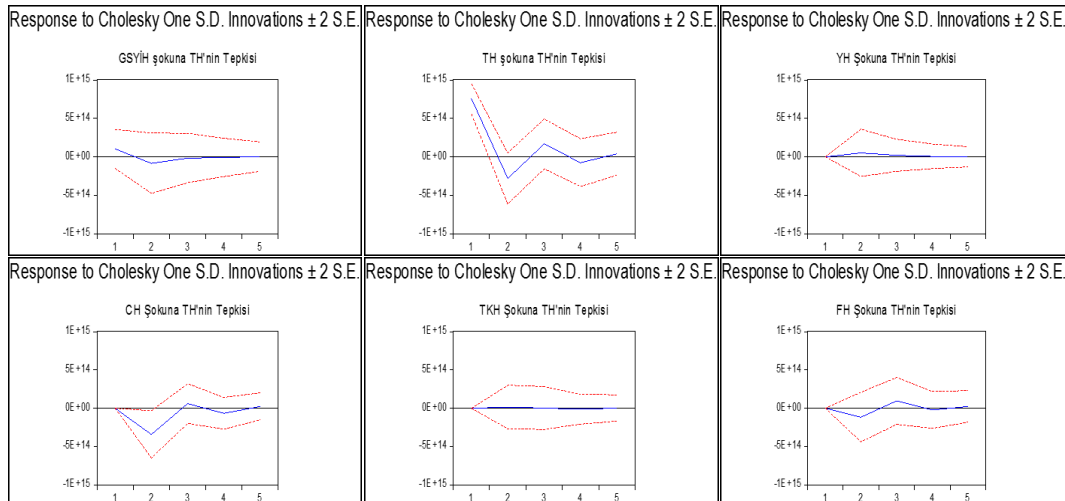 Response to Cholesky One S.D. Innovations ± 2 S.E.
GSYİH şokuna TH'nin Tepkisi
1E+15
5E+14
0E+00
-5E+14
-1E+15
1 2 3 4 5
Response to Cholesky One S.D. Innovations ± 2 S.E.
TH şokuna TH'nin Tepkisi
1E+15
5E+14
0E+00
-5E+14
-1E+15
1 2 3 4 5
Response to Cholesky One S.D. Innovations ± 2 S.E.
YH Şokuna TH'nin Tepkisi
1E+15
5E+14
0E+00
-5E+14
-1E+15
1 2 3 4 5
Response to Cholesky One S.D. Innovations ± 2 S.E.
CH Şokuna TH'nin Tepkisi
1E+15
5E+14
0E+00
-5E+14
-1E+15
1 2 3 4 5
Response to Cholesky One S.D. Innovations ± 2 S.E.
TKH Şokuna TH'nin Tepkisi
1E+15
5E+14
0E+00
-5E+14
-1E+15
1 2 3 4 5
Response to Cholesky One S.D. Innovations ± 2 S.E.
FH Şokuna TH'nin Tepkisi
1E+15
5E+14
0E+00
-5E+14
-1E+15
1 2 3 4 5